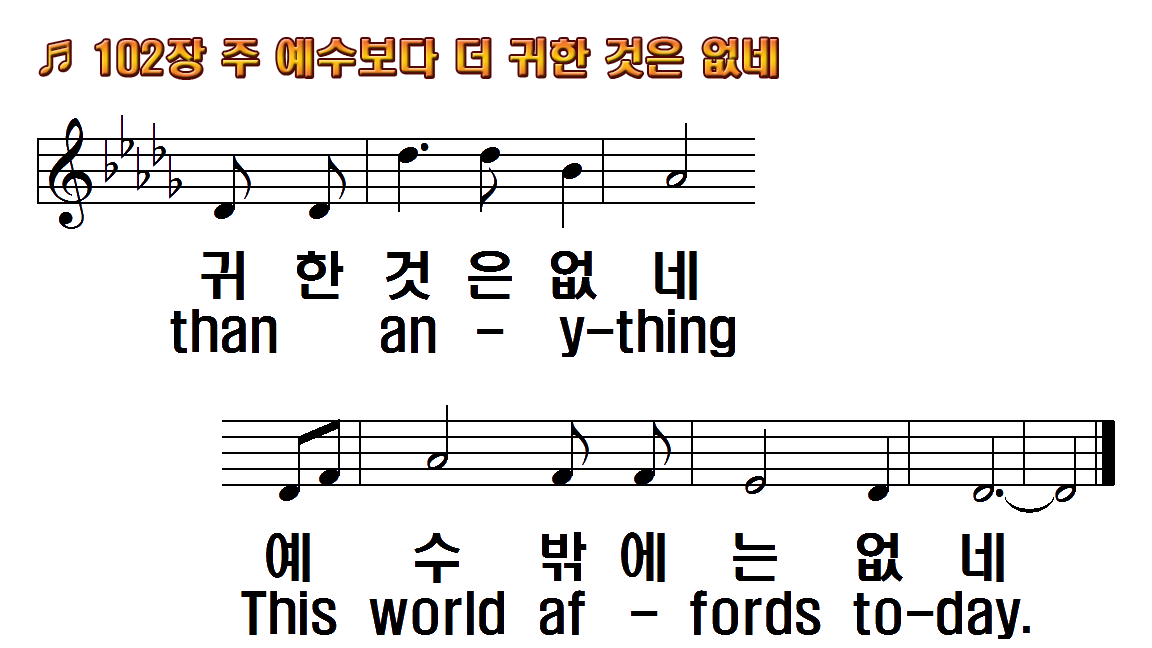 102장 주 예수보다 더 귀한 것은 없네
귀 한 것 은 없 네
than an - y-thing
예 수 밖 에 는 없 네
This world af - fords to-day.